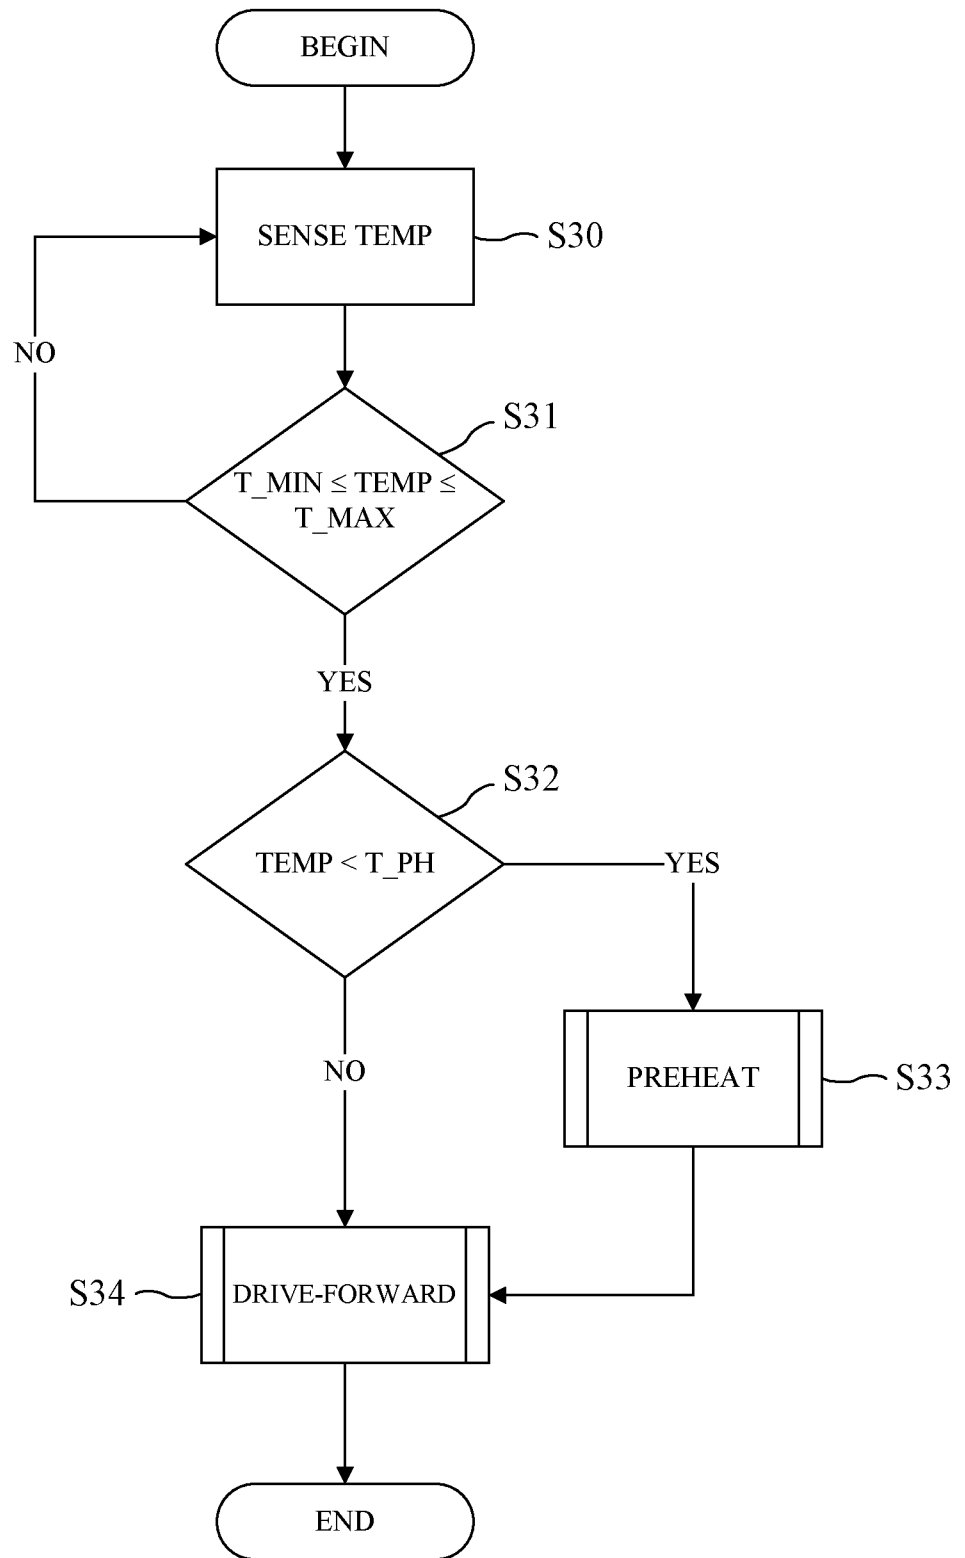 BEGIN
SENSE TEMP
S30
NO
S31
T_MIN ≤ TEMP ≤
T_MAX
YES
S32
TEMP < T_PH
YES
NO
PREHEAT
S33
S34
DRIVE-FORWARD
END